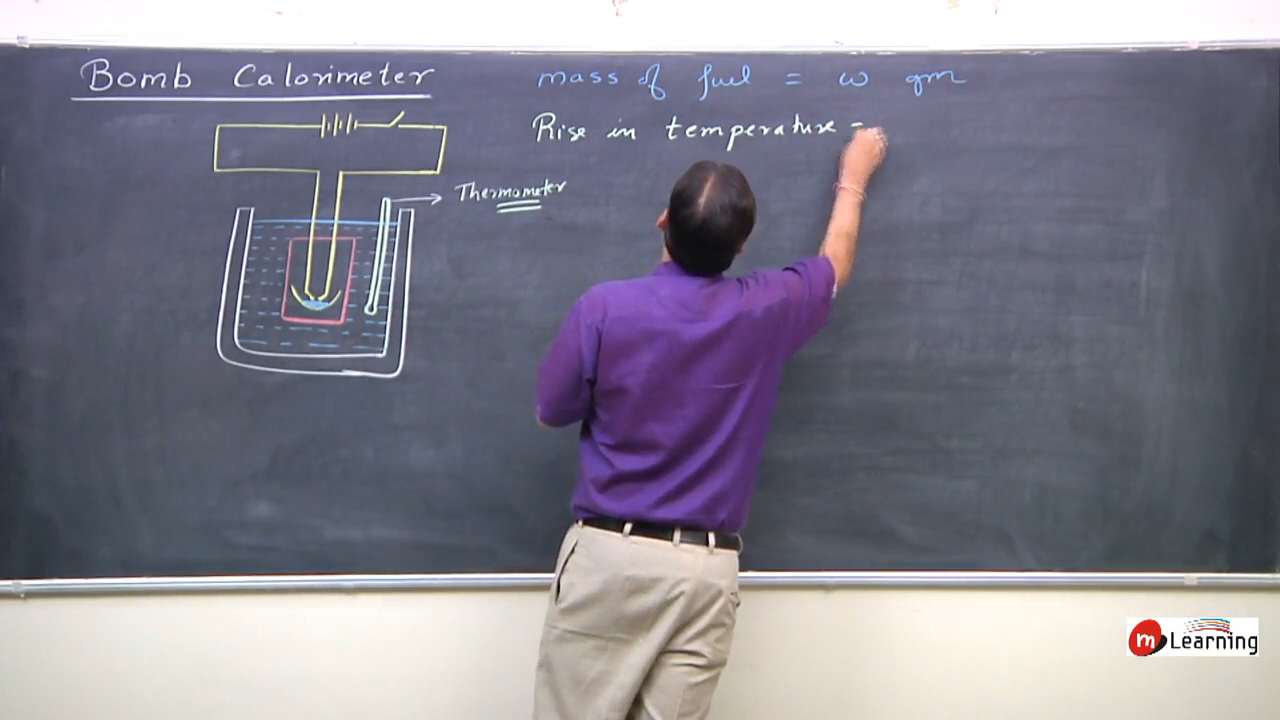 Bomb Calorimeter
mass of fuel = w gm
Rise in temperature =
Thermometer
m Learning